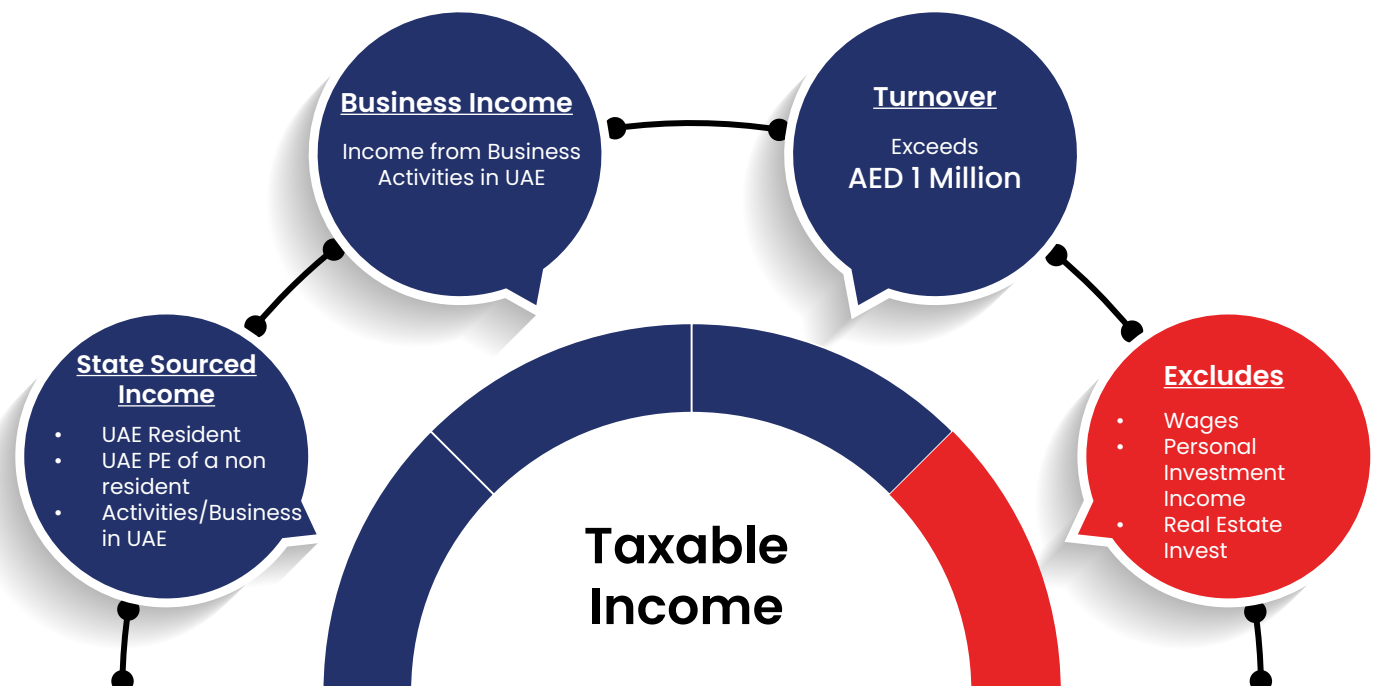 Business Income
Income from Business
Activities in UAE
Turnover
Exceeds
AED 1 Million
State Sourced
Income
• UAE Resident
• UAE PE of a non
resident
• Activities/Business
in UAE
Excludes
• Wages
• Personal
Investment
Income
• Real Estate
Invest
Taxable
Income